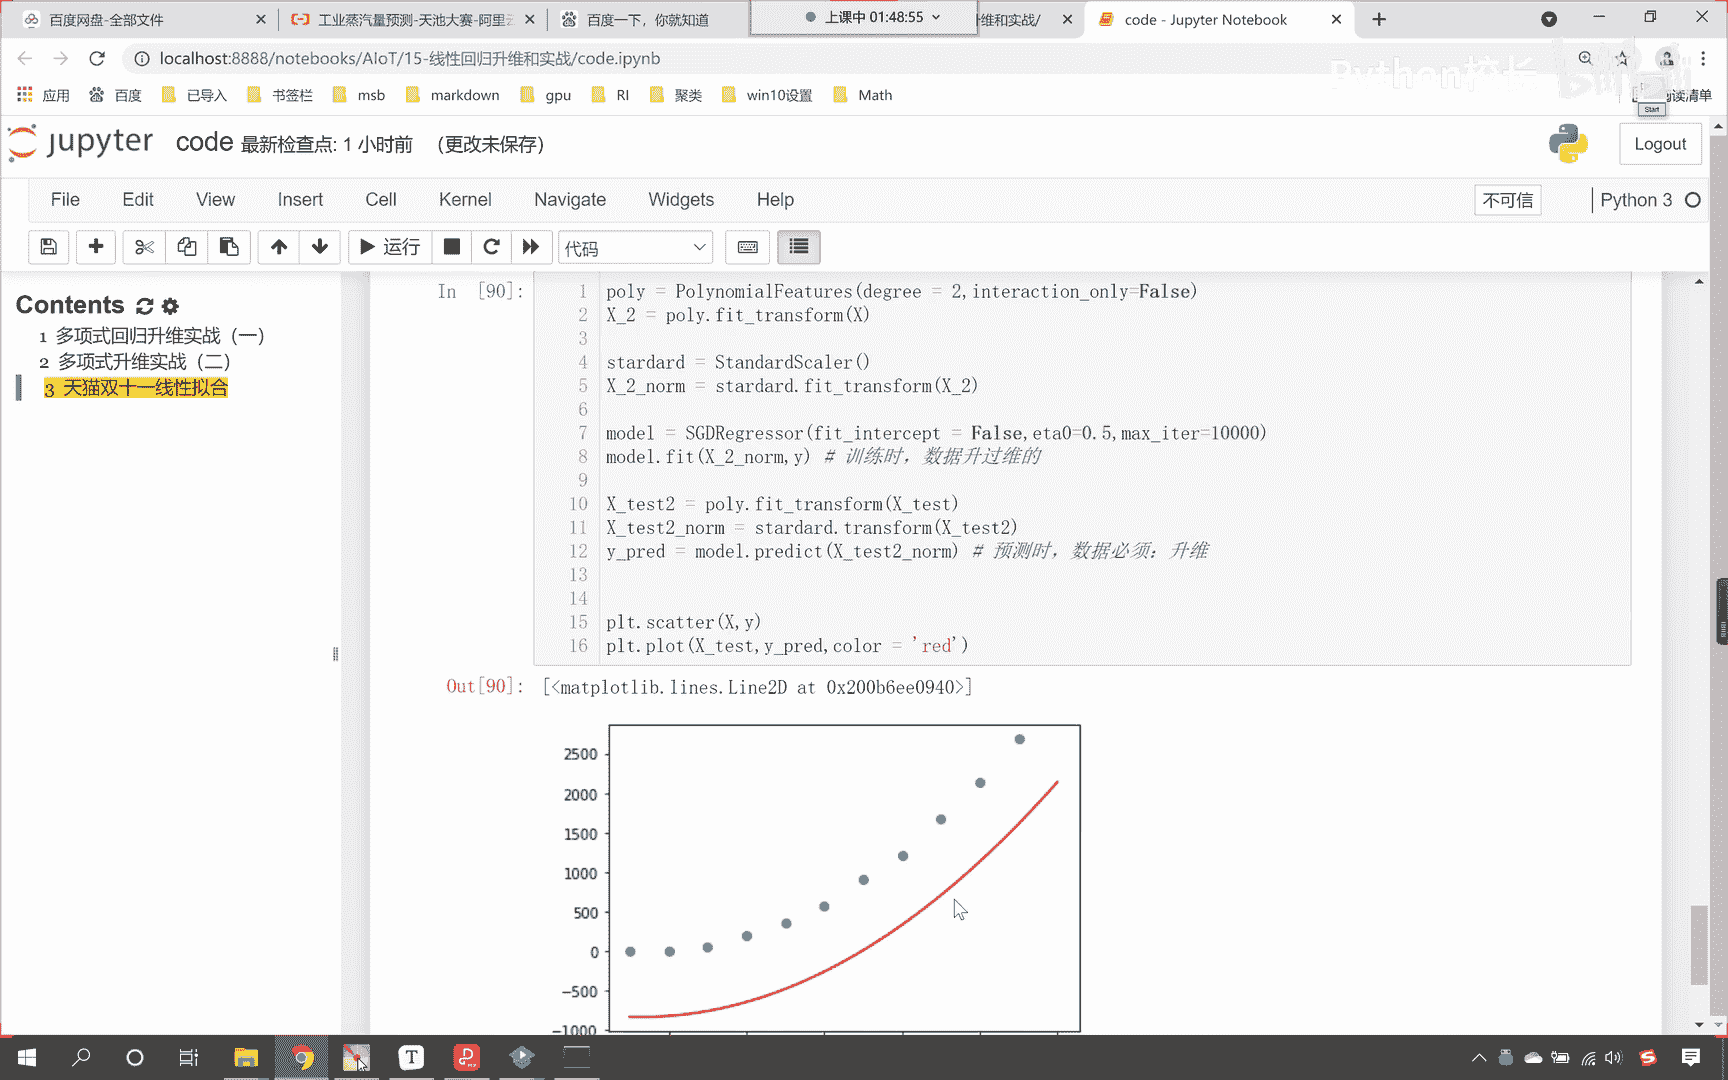 百度网盘-全部文件
工业蒸汽量预测-天池大赛-阿里云
百度一下，你就知道
上课中 01:48:55
升维和实战/
code - Jupyter Notebook
localhost:8888/notebooks/AIoT/15-线性回归升维和实战/code.ipynb
应用 百度 已导入 书签栏 msb markdown gpu RI 聚类 win10设置 Math
Start
jupyter code 最新检查点: 1 小时前 (更改未保存)
Logout
File Edit View Insert Cell Kernel Navigate Widgets Help
不可信
Python 3
运行
代码
Contents
1 多项式回归升维实战（一）
2 多项式升维实战（二）
3 天猫双十一线性拟合
In [90]:
1 poly = PolynomialFeatures(degree = 2,interaction_only=False)
2 X_2 = poly.fit_transform(X)
3
4 stardard = StandardScaler()
5 X_2_norm = stardard.fit_transform(X_2)
6
7 model = SGDRegressor(fit_intercept = False,eta0=0.5,max_iter=10000)
8 model.fit(X_2_norm,y) # 训练时，数据升过维的
9
10 X_test2 = poly.fit_transform(X_test)
11 X_test2_norm = stardard.transform(X_test2)
12 y_pred = model.predict(X_test2_norm) # 预测时，数据必须：升维
13
14
15 plt.scatter(X,y)
16 plt.plot(X_test,y_pred,color = 'red')
Out[90]: [<matplotlib.lines.Line2D at 0x200b6ee0940>]
2500
2000
1500
1000
500
0
−500
−1000